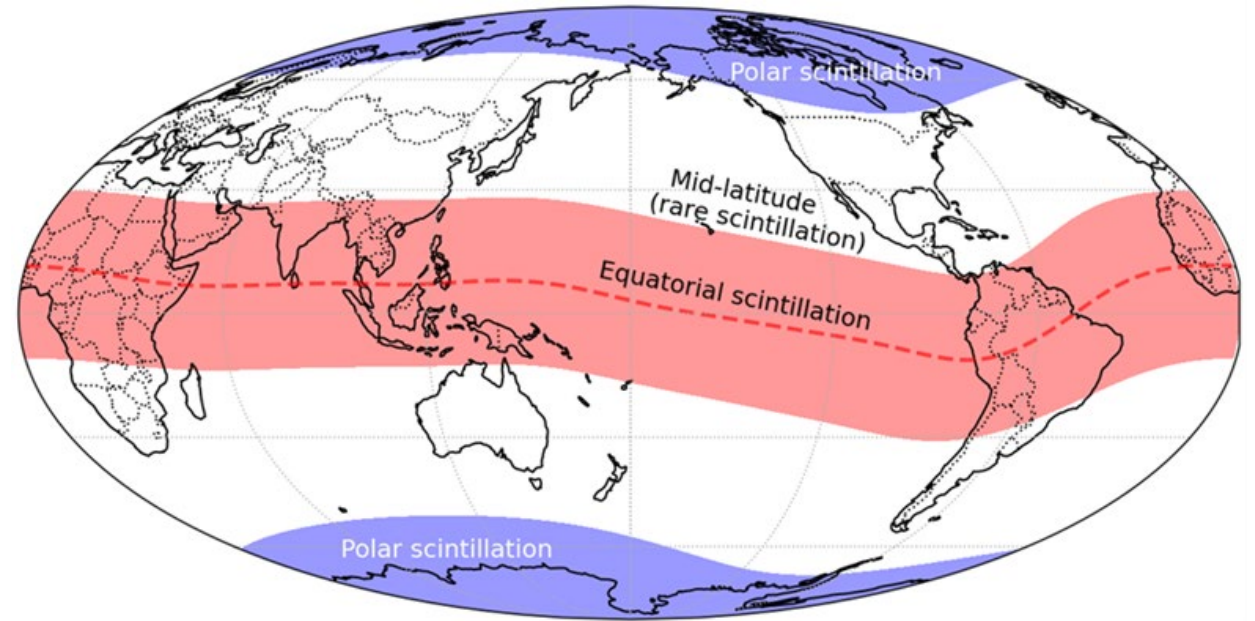 Polar scintillation
Mid-latitude
(rare scintillation)
Equatorial scintillation
Polar scintillation